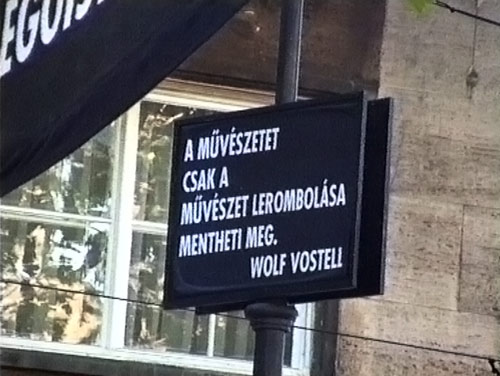 EGOIS
A MŰVÉSZETET
CSAK A
MŰVÉSZET LEROMBOLÁSA
MENTHETI MEG.
WOLF VOSTELL